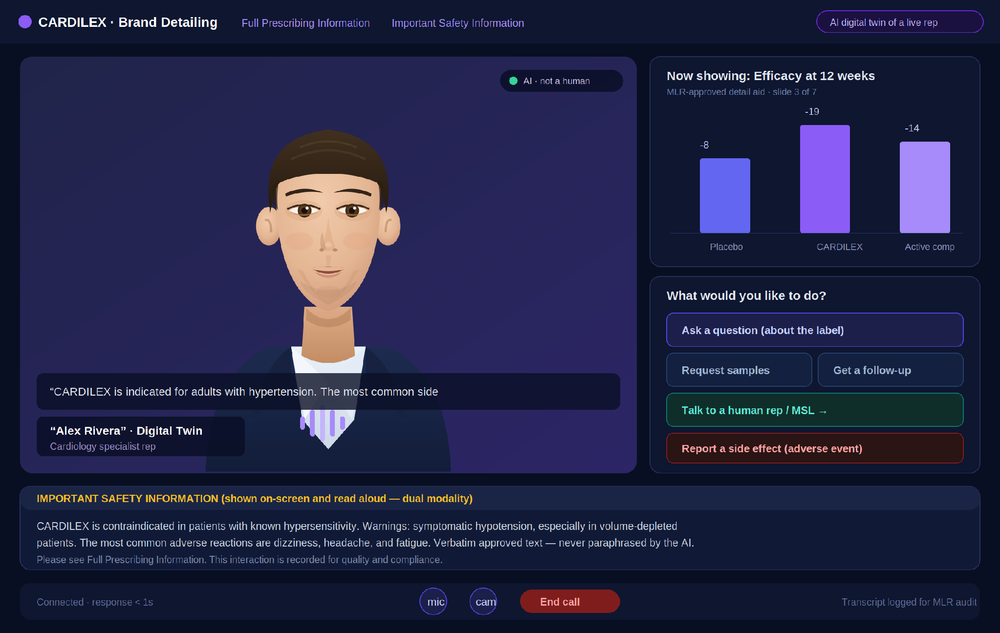 CARDILEX · Brand Detailing
Full Prescribing Information
Important Safety Information
AI digital twin of a live rep
AI · not a human
“CARDILEX is indicated for adults with hypertension. The most common side
“Alex Rivera” · Digital Twin
Cardiology specialist rep
Now showing: Efficacy at 12 weeks
MLR-approved detail aid · slide 3 of 7
-8
-19
-14
Placebo
CARDILEX
Active comp
What would you like to do?
Ask a question (about the label)
Request samples
Get a follow-up
Talk to a human rep / MSL →
Report a side effect (adverse event)
IMPORTANT SAFETY INFORMATION (shown on-screen and read aloud — dual modality)
CARDILEX is contraindicated in patients with known hypersensitivity. Warnings: symptomatic hypotension, especially in volume-depleted
patients. The most common adverse reactions are dizziness, headache, and fatigue. Verbatim approved text — never paraphrased by the AI.
Please see Full Prescribing Information. This interaction is recorded for quality and compliance.
Connected · response < 1s
mic
cam
End call
Transcript logged for MLR audit